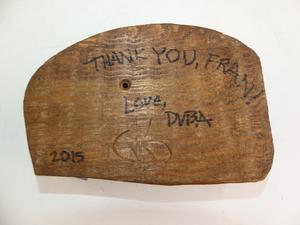 THANK YOU, FRAN!
Love,
DVBA
2015